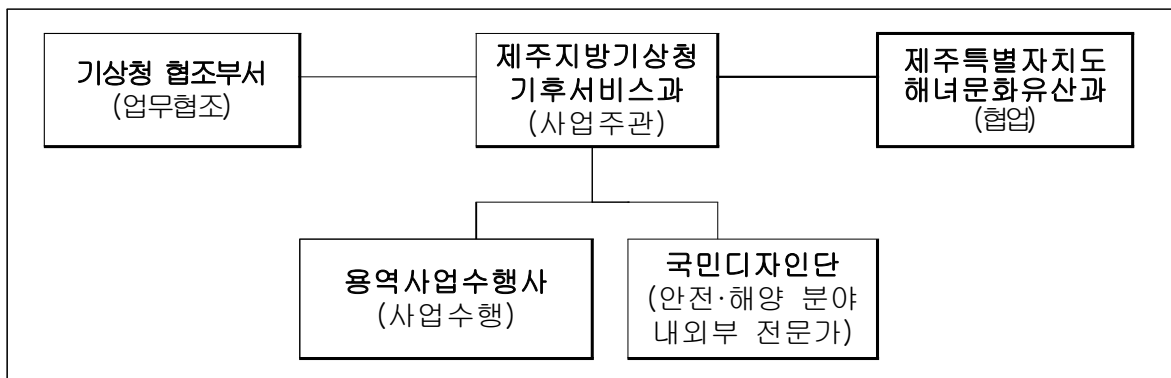 기상청 협조부서
(업무협조)
제주지방기상청
기후서비스과
(사업주관)
제주특별자치도
해녀문화유산과
(협업)
용역사업수행사
(사업수행)
국민디자인단
(안전·해양 분야
내외부 전문가)